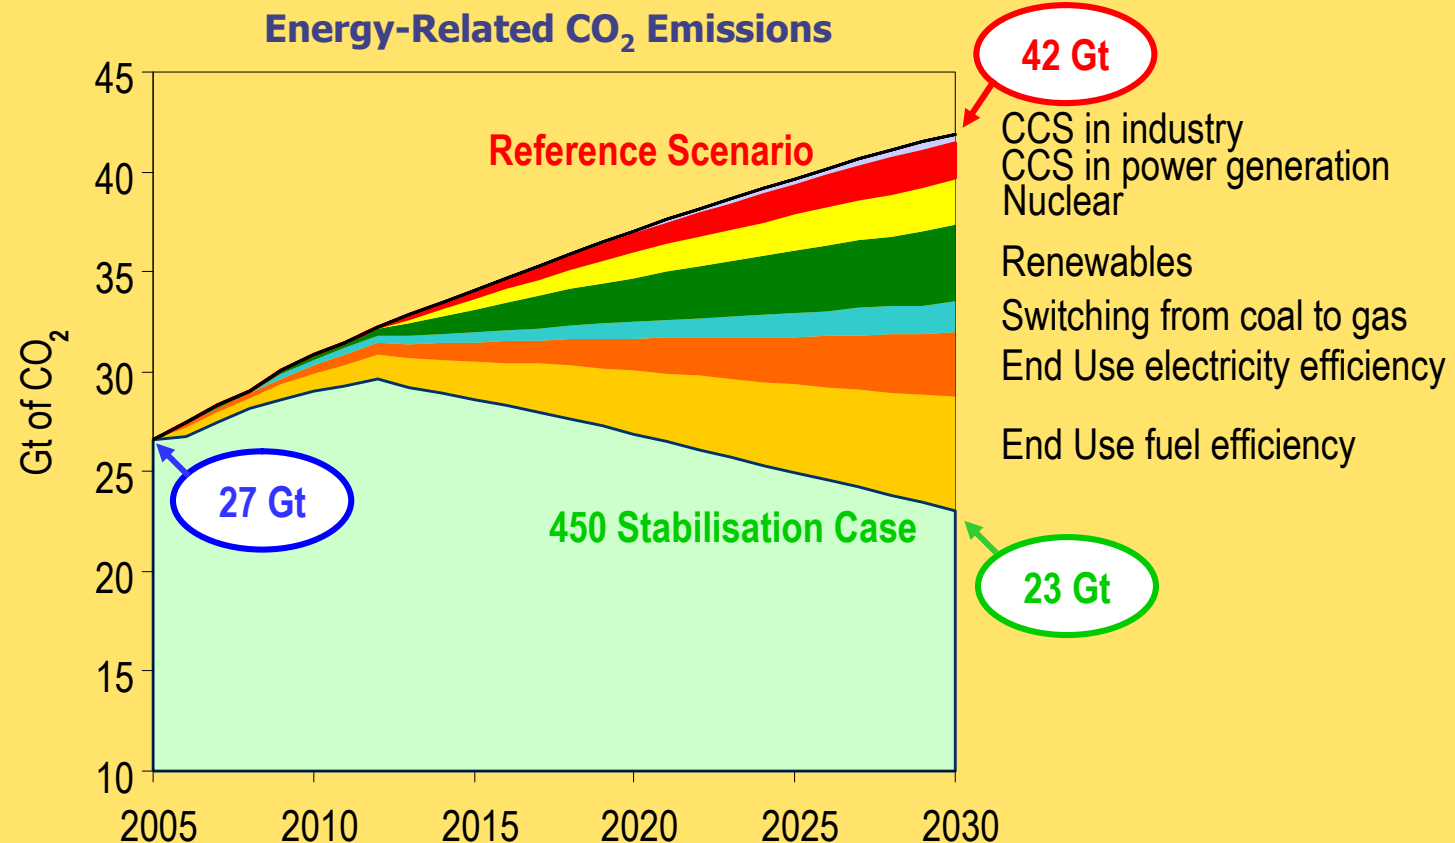 Energy-Related CO₂ Emissions
42 Gt
45
Reference Scenario
CCS in industry
40
CCS in power generation
Nuclear
35
Renewables
Switching from coal to gas
30
End Use electricity efficiency
End Use fuel efficiency
Gt of CO₂
25
27 Gt
450 Stabilisation Case
20
23 Gt
15
10
2005 2010 2015 2020 2025 2030